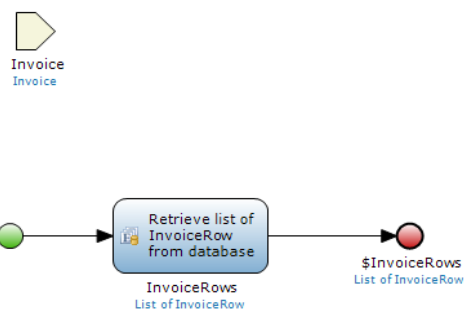 Invoice
Invoice
Retrieve list of
InvoiceRow
from database
InvoiceRows
List of InvoiceRow
$InvoiceRows
List of InvoiceRow